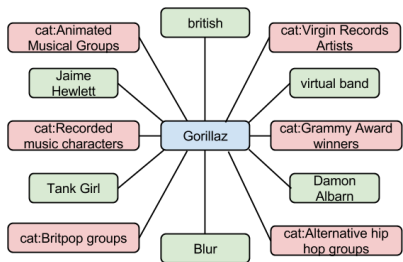 british
cat:Animated
Musical Groups
cat:Virgin Records
Artists
Jaime
Hewlett
virtual band
cat:Recorded
music characters
Gorillaz
cat:Grammy Award
winners
Tank Girl
Damon
Albarn
cat:Britpop groups
Blur
cat:Alternative hip
hop groups